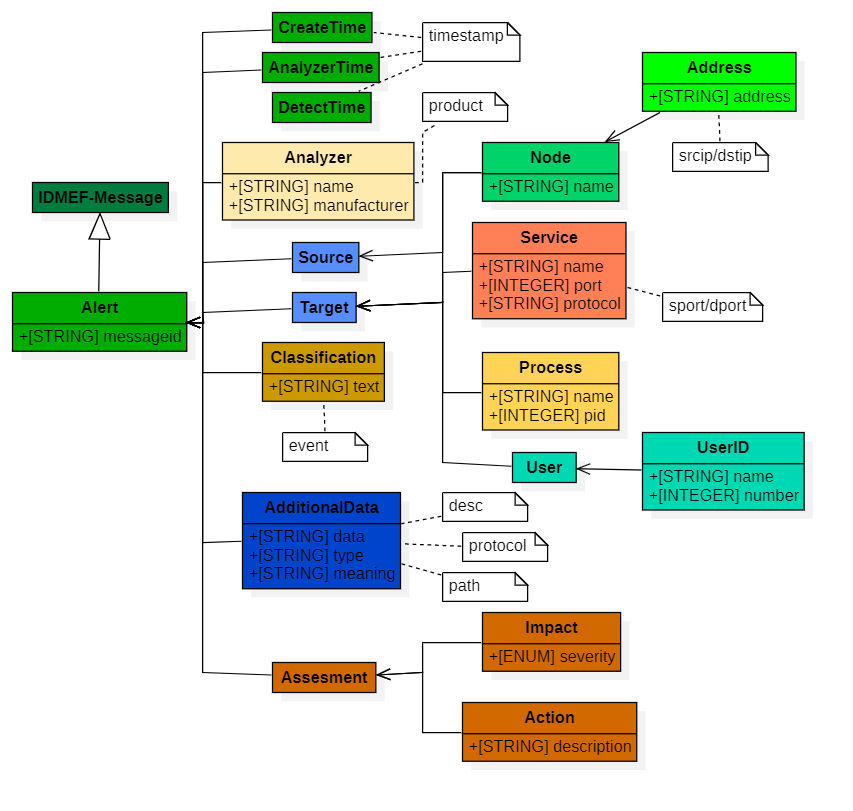 CreateTime
timestamp
AnalyzerTime
DetectTime
product
Address
+[STRING] address
srcip/dstip
Analyzer
+[STRING] name
+[STRING] manufacturer
Node
+[STRING] name
IDMEF-Message
Source
Service
+[STRING] name
+[INTEGER] port
+[STRING] protocol
sport/dport
Target
Alert
+[STRING] messageid
Classification
+[STRING] text
event
Process
+[STRING] name
+[INTEGER] pid
User
UserID
+[STRING] name
+[INTEGER] number
AdditionalData
+[STRING] data
+[STRING] type
+[STRING] meaning
desc
protocol
path
Impact
+[ENUM] severity
Assesment
Action
+[STRING] description